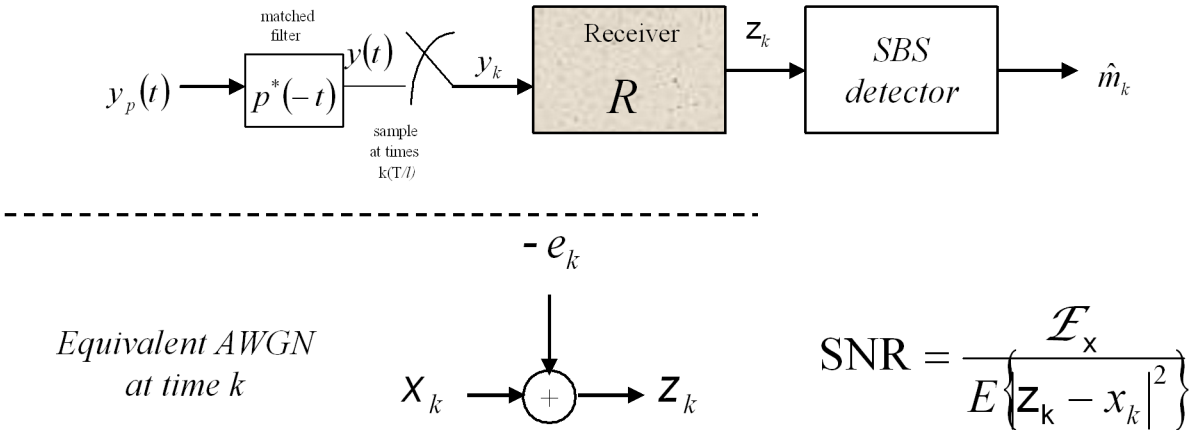 matched
filter
y_p(t)
p*(-t)
y(t)
sample
at times
k(T/l)
y_k
Receiver
R
z_k
SBS
detector
m̂_k
- e_k
Equivalent AWGN
at time k
x_k
+
z_k
SNR = ℰ_x / E{|z_k − x_k|²}